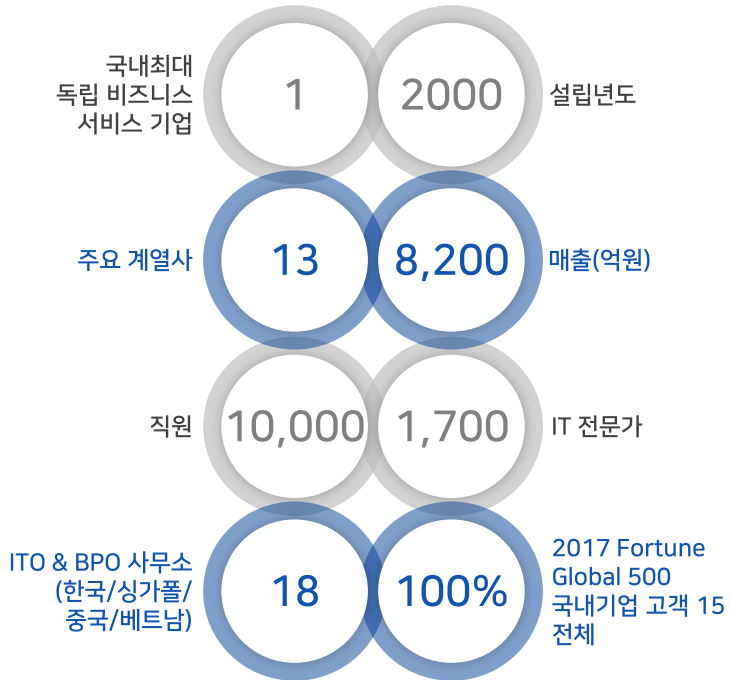 국내최대
독립 비즈니스
서비스 기업
1
2000
설립년도
주요 계열사
13
8,200
매출(억원)
직원
10,000
1,700
IT 전문가
ITO & BPO 사무소
(한국/싱가폴/
중국/베트남)
18
100%
2017 Fortune
Global 500
국내기업 고객 15
전체